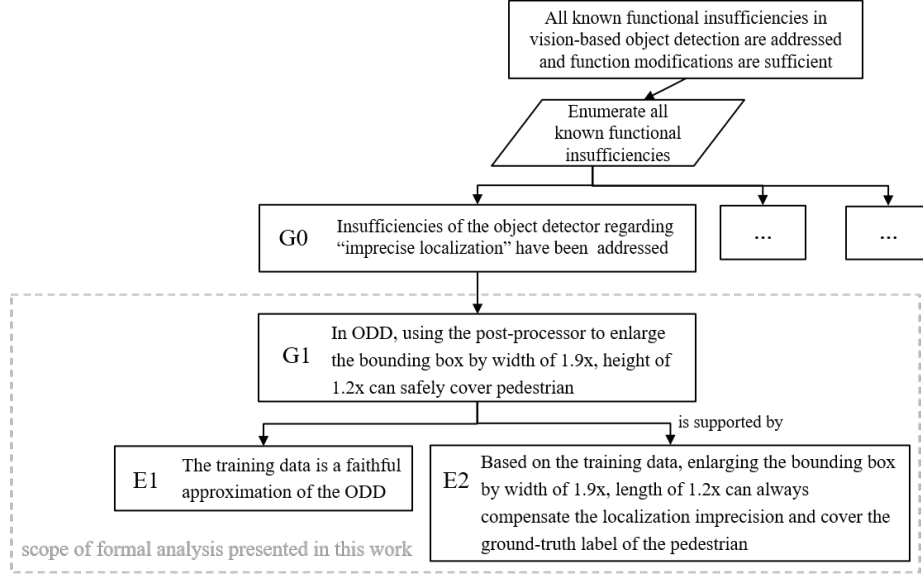 All known functional insufficiencies in
vision-based object detection are addressed
and function modifications are sufficient
Enumerate all
known functional
insufficiencies
G0
Insufficiencies of the object detector regarding
“imprecise localization” have been addressed
...
...
G1
In ODD, using the post-processor to enlarge
the bounding box by width of 1.9x, height of
1.2x can safely cover pedestrian
is supported by
E1
The training data is a faithful
approximation of the ODD
E2
Based on the training data, enlarging the bounding box
by width of 1.9x, length of 1.2x can always
compensate the localization imprecision and cover the
ground-truth label of the pedestrian
scope of formal analysis presented in this work